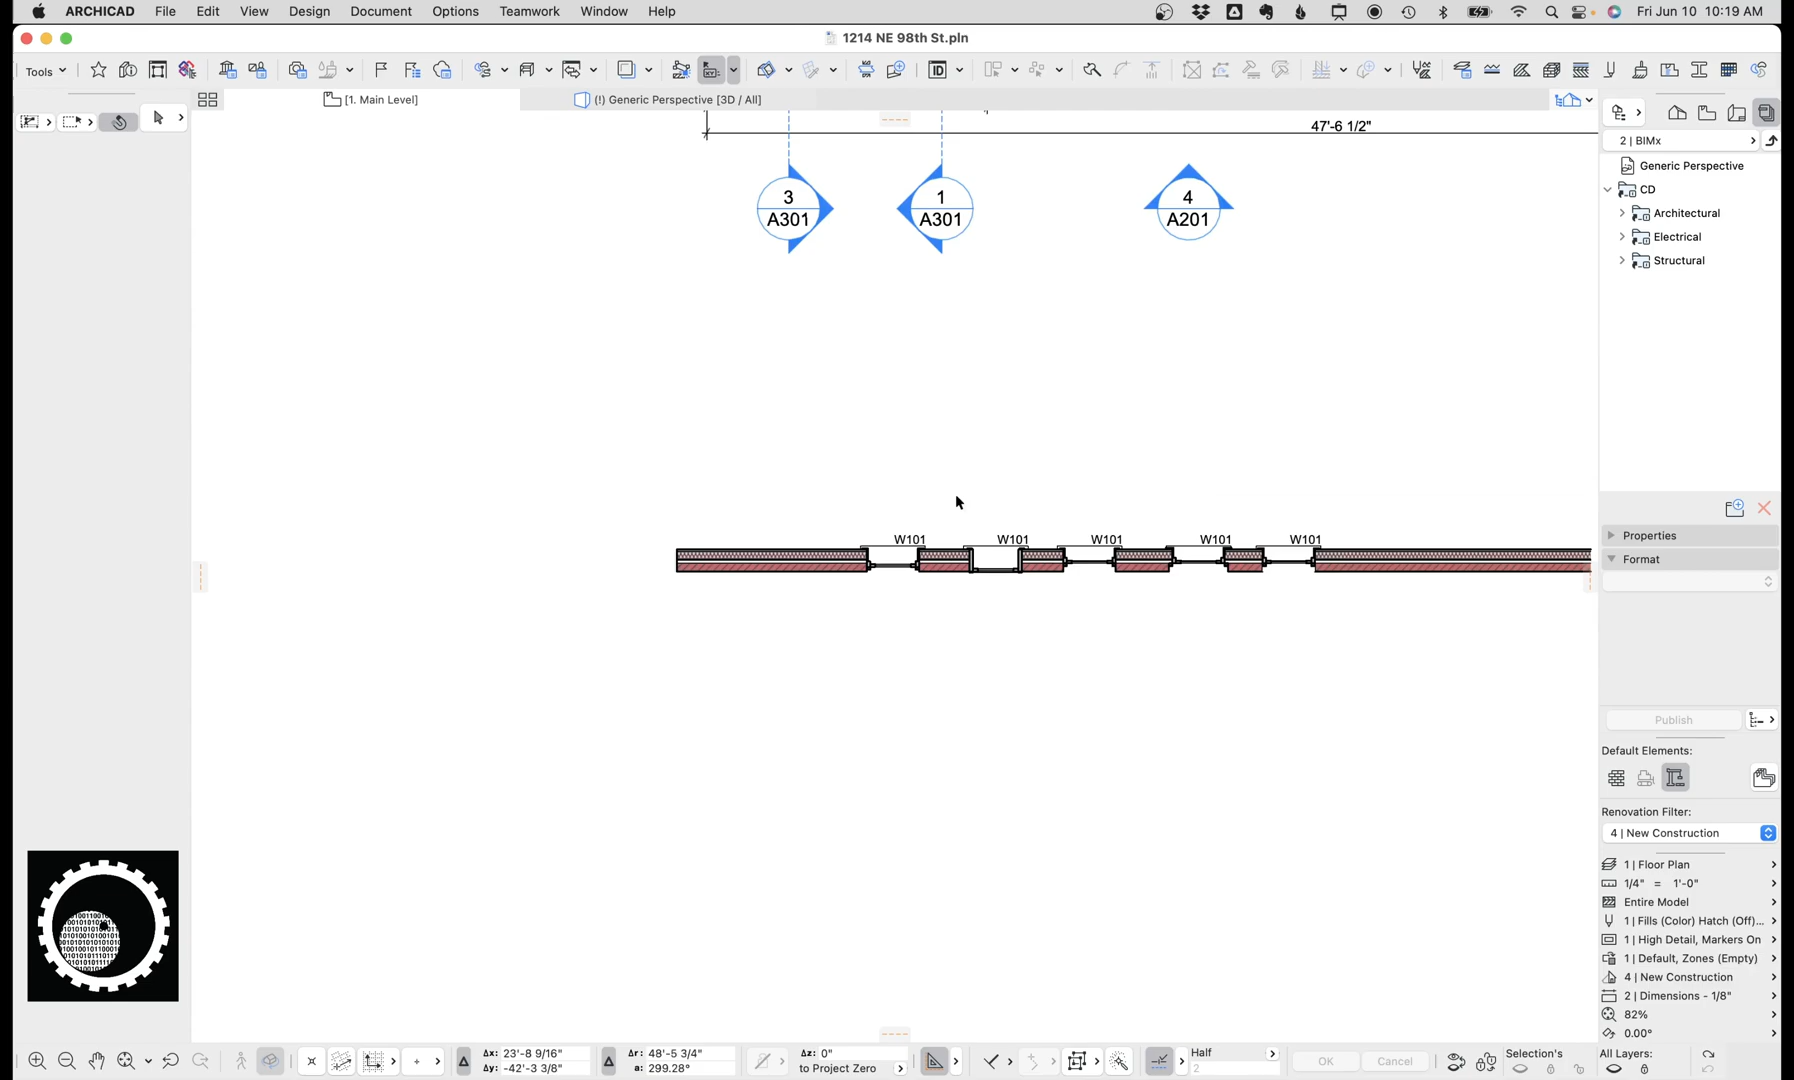 ARCHICAD File Edit View Design Document Options Teamwork Window Help
Fri Jun 10 10:19 AM
1214 NE 98th St.pln
Tools
[1. Main Level]
(!) Generic Perspective [3D / All]
2 | BIMx
47'-6 1/2"
Generic Perspective
CD
3
A301
1
A301
4
A201
Architectural
Electrical
Structural
W101 W101 W101 W101 W101
Properties
Format
Publish
Default Elements:
Renovation Filter:
4 | New Construction
1 | Floor Plan
1/4" = 1'-0"
Entire Model
1 | Fills (Color) Hatch (Off)...
1 | High Detail, Markers On
1 | Default, Zones (Empty)
4 | New Construction
2 | Dimensions - 1/8"
82%
0.00°
Δx: 23'-8 9/16"
Δy: -42'-3 3/8"
Δr: 48'-5 3/4"
a: 299.28°
Δz: 0"
to Project Zero
Half
2
OK
Cancel
Selection's
All Layers: